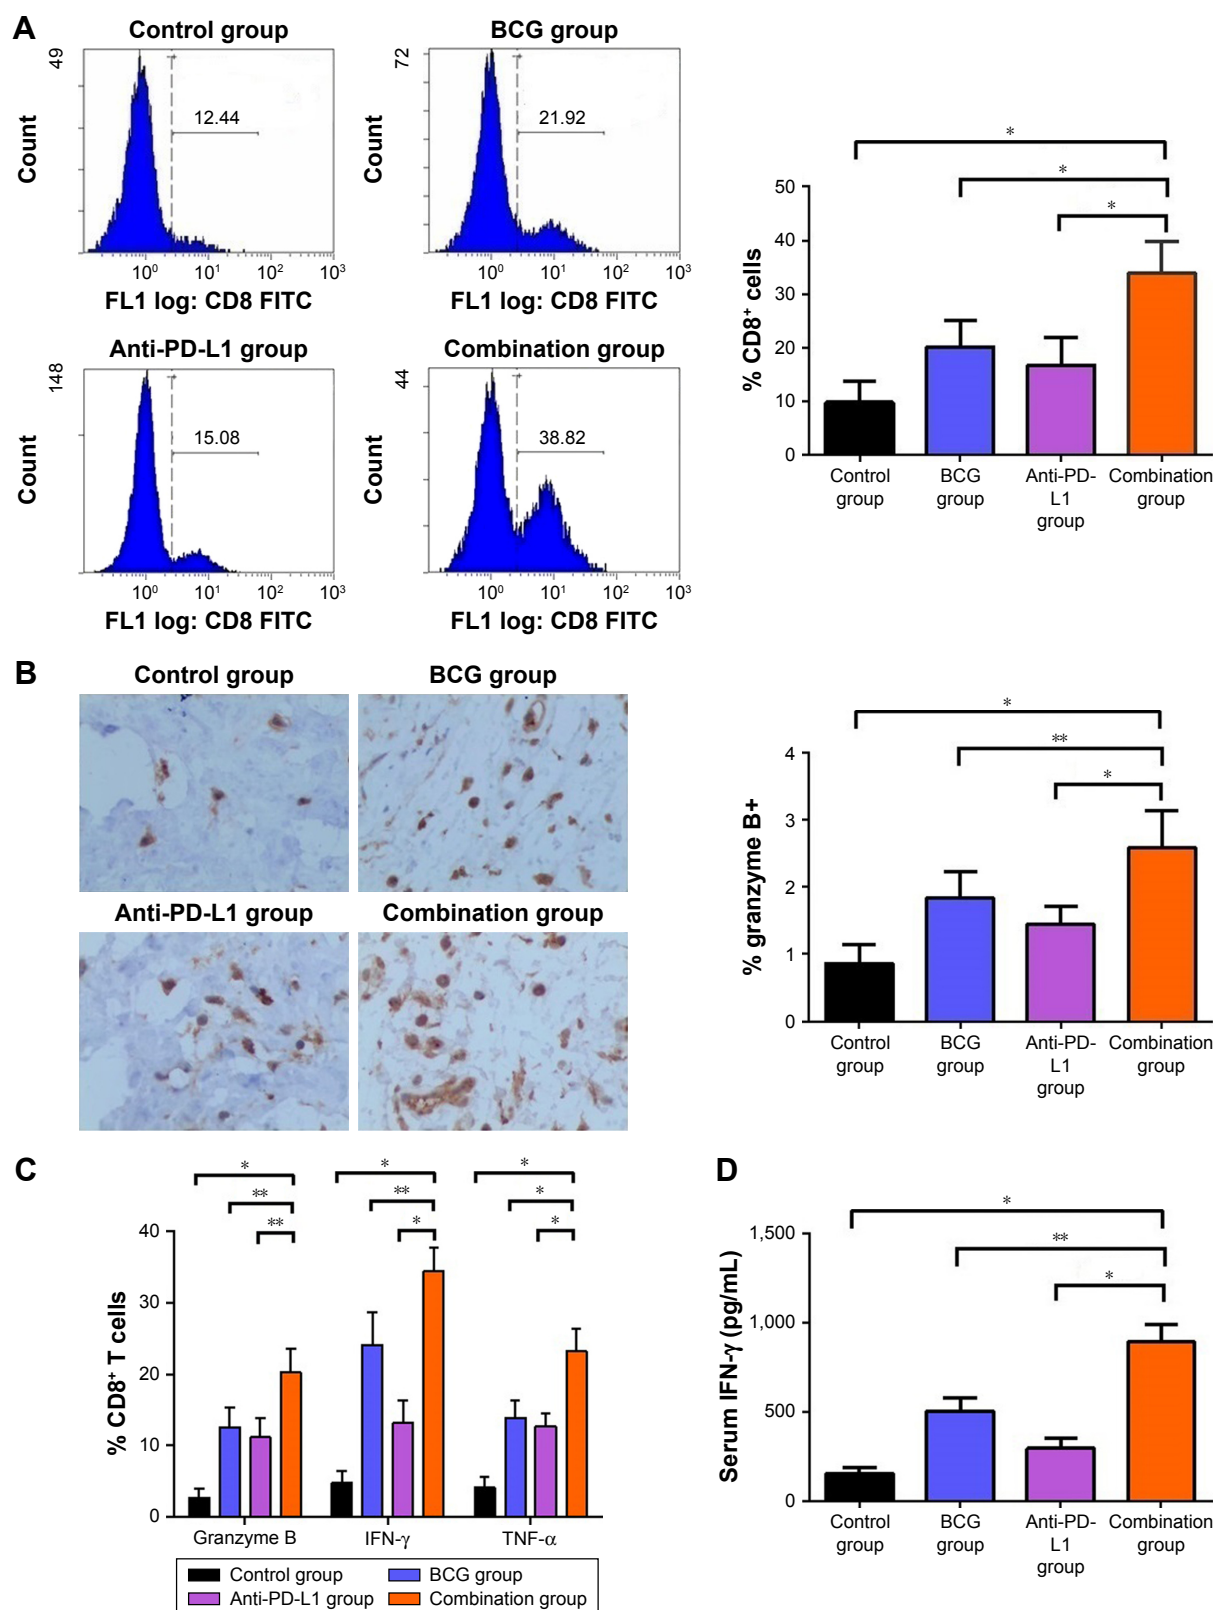 A
Control group
BCG group
49
72
Count
12.44
Count
21.92
10⁰ 10¹ 10² 10³
10⁰ 10¹ 10² 10³
FL1 log: CD8 FITC
FL1 log: CD8 FITC
Anti-PD-L1 group
Combination group
148
44
Count
15.08
Count
38.82
10⁰ 10¹ 10² 10³
10⁰ 10¹ 10² 10³
FL1 log: CD8 FITC
FL1 log: CD8 FITC
*
*
*
% CD8⁺ cells
50
40
30
20
10
0
Control group
BCG group
Anti-PD-L1 group
Combination group
B
Control group
BCG group
Anti-PD-L1 group
Combination group
*
**
*
% granzyme B+
4
3
2
1
0
Control group
BCG group
Anti-PD-L1 group
Combination group
C
* * *
** ** *
** * *
% CD8⁺ T cells
40
30
20
10
0
Granzyme B IFN-γ TNF-α
Control group BCG group
Anti-PD-L1 group Combination group
D
*
**
*
Serum IFN-γ (pg/mL)
1,500
1,000
500
0
Control group
BCG group
Anti-PD-L1 group
Combination group